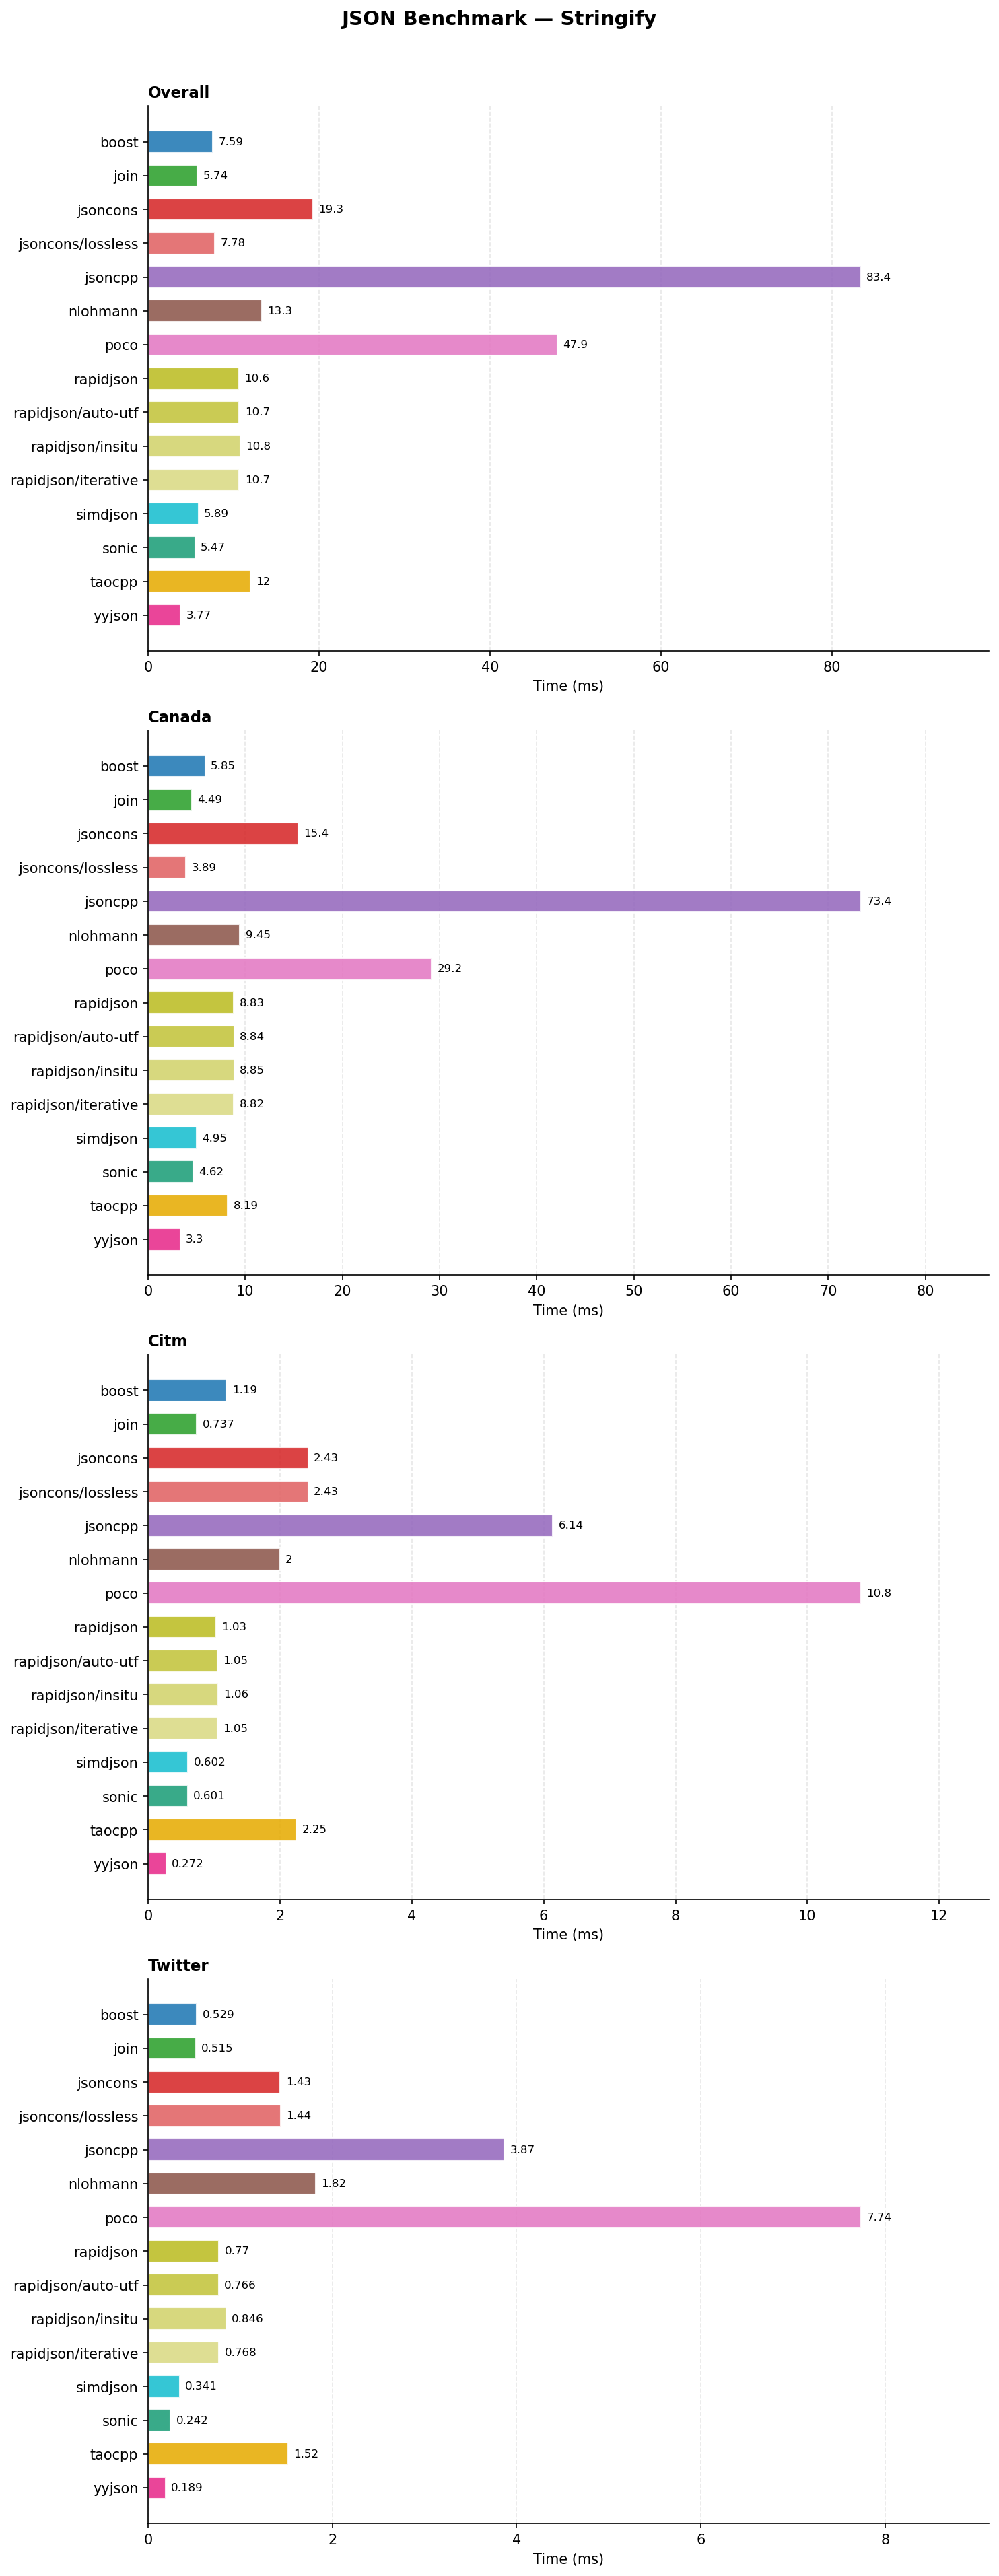 JSON Benchmark — Stringify
Overall
boost 7.59
join 5.74
jsoncons 19.3
jsoncons/lossless 7.78
jsoncpp 83.4
nlohmann 13.3
poco 47.9
rapidjson 10.6
rapidjson/auto-utf 10.7
rapidjson/insitu 10.8
rapidjson/iterative 10.7
simdjson 5.89
sonic 5.47
taocpp 12
yyjson 3.77
0 20 40 60 80
Time (ms)
Canada
boost 5.85
join 4.49
jsoncons 15.4
jsoncons/lossless 3.89
jsoncpp 73.4
nlohmann 9.45
poco 29.2
rapidjson 8.83
rapidjson/auto-utf 8.84
rapidjson/insitu 8.85
rapidjson/iterative 8.82
simdjson 4.95
sonic 4.62
taocpp 8.19
yyjson 3.3
0 10 20 30 40 50 60 70 80
Time (ms)
Citm
boost 1.19
join 0.737
jsoncons 2.43
jsoncons/lossless 2.43
jsoncpp 6.14
nlohmann 2
poco 10.8
rapidjson 1.03
rapidjson/auto-utf 1.05
rapidjson/insitu 1.06
rapidjson/iterative 1.05
simdjson 0.602
sonic 0.601
taocpp 2.25
yyjson 0.272
0 2 4 6 8 10 12
Time (ms)
Twitter
boost 0.529
join 0.515
jsoncons 1.43
jsoncons/lossless 1.44
jsoncpp 3.87
nlohmann 1.82
poco 7.74
rapidjson 0.77
rapidjson/auto-utf 0.766
rapidjson/insitu 0.846
rapidjson/iterative 0.768
simdjson 0.341
sonic 0.242
taocpp 1.52
yyjson 0.189
0 2 4 6 8
Time (ms)